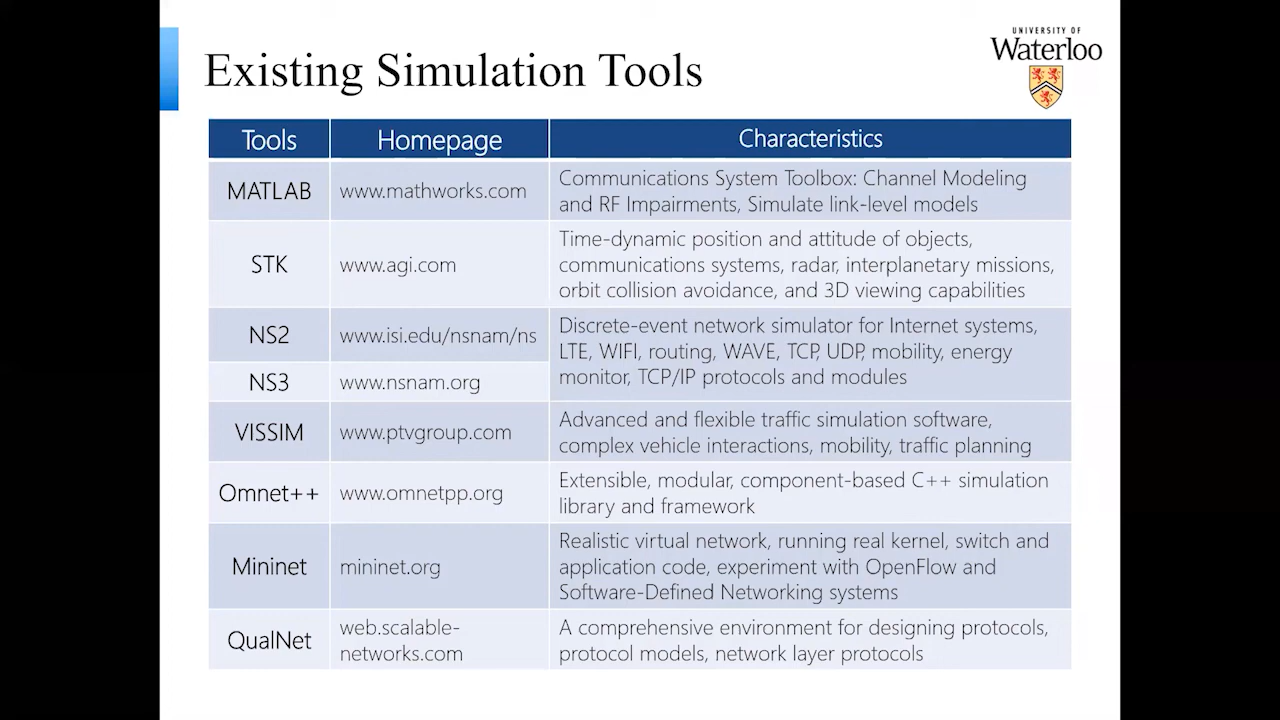 UNIVERSITY OF
Waterloo
Existing Simulation Tools
Tools
Homepage
Characteristics
MATLAB
www.mathworks.com
Communications System Toolbox: Channel Modeling
and RF Impairments, Simulate link-level models
STK
www.agi.com
Time-dynamic position and attitude of objects,
communications systems, radar, interplanetary missions,
orbit collision avoidance, and 3D viewing capabilities
NS2
www.isi.edu/nsnam/ns
Discrete-event network simulator for Internet systems,
LTE, WIFI, routing, WAVE, TCP, UDP, mobility, energy
monitor, TCP/IP protocols and modules
NS3
www.nsnam.org
VISSIM
www.ptvgroup.com
Advanced and flexible traffic simulation software,
complex vehicle interactions, mobility, traffic planning
Omnet++
www.omnetpp.org
Extensible, modular, component-based C++ simulation
library and framework
Mininet
mininet.org
Realistic virtual network, running real kernel, switch and
application code, experiment with OpenFlow and
Software-Defined Networking systems
QualNet
web.scalable-
networks.com
A comprehensive environment for designing protocols,
protocol models, network layer protocols